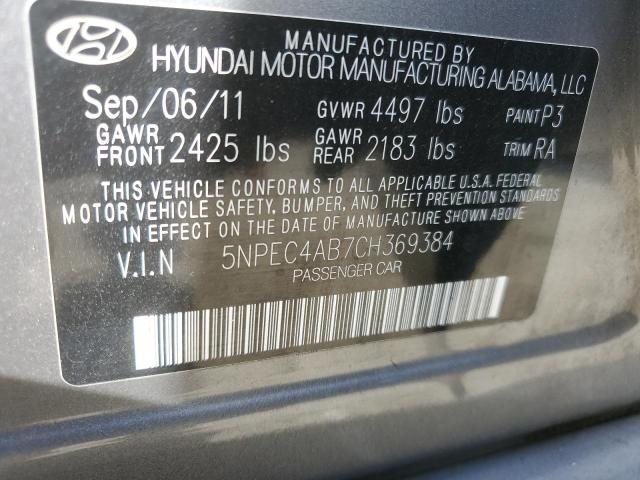 MANUFACTURED BY
HYUNDAI MOTOR MANUFACTURING ALABAMA, LLC
Sep/06/11 GVWR 4497 lbs PAINT P3
GAWR FRONT 2425 lbs GAWR REAR 2183 lbs TRIM RA
THIS VEHICLE CONFORMS TO ALL APPLICABLE U.S.A. FEDERAL
MOTOR VEHICLE SAFETY, BUMPER, AND THEFT PREVENTION STANDARDS
IN EFFECT ON THE DATE OF MANUFACTURE SHOWN ABOVE.
V.I.N 5NPEC4AB7CH369384
PASSENGER CAR